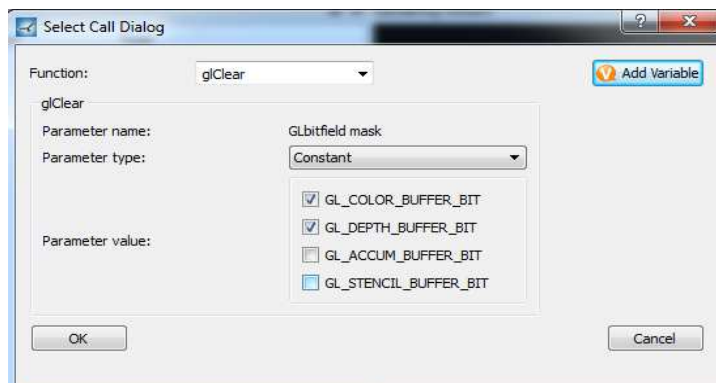 Select Call Dialog
?
X
Function:
glClear
V Add Variable
glClear
Parameter name:
GLbitfield mask
Parameter type:
Constant
Parameter value:
GL_COLOR_BUFFER_BIT
GL_DEPTH_BUFFER_BIT
GL_ACCUM_BUFFER_BIT
GL_STENCIL_BUFFER_BIT
OK
Cancel